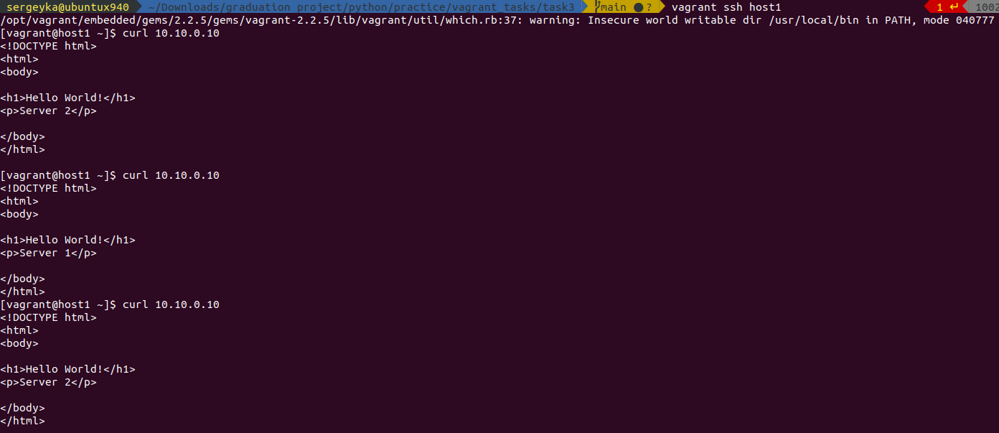 sergeyka@ubuntux940 ~/Downloads/graduation project/python/practice/vagrant_tasks/task3 main ● ? vagrant ssh host1 1 ↵ 1002
/opt/vagrant/embedded/gems/2.2.5/gems/vagrant-2.2.5/lib/vagrant/util/which.rb:37: warning: Insecure world writable dir /usr/local/bin in PATH, mode 040777
[vagrant@host1 ~]$ curl 10.10.0.10
<!DOCTYPE html>
<html>
<body>
<h1>Hello World!</h1>
<p>Server 2</p>
</body>
</html>
[vagrant@host1 ~]$ curl 10.10.0.10
<!DOCTYPE html>
<html>
<body>
<h1>Hello World!</h1>
<p>Server 1</p>
</body>
</html>
[vagrant@host1 ~]$ curl 10.10.0.10
<!DOCTYPE html>
<html>
<body>
<h1>Hello World!</h1>
<p>Server 2</p>
</body>
</html>